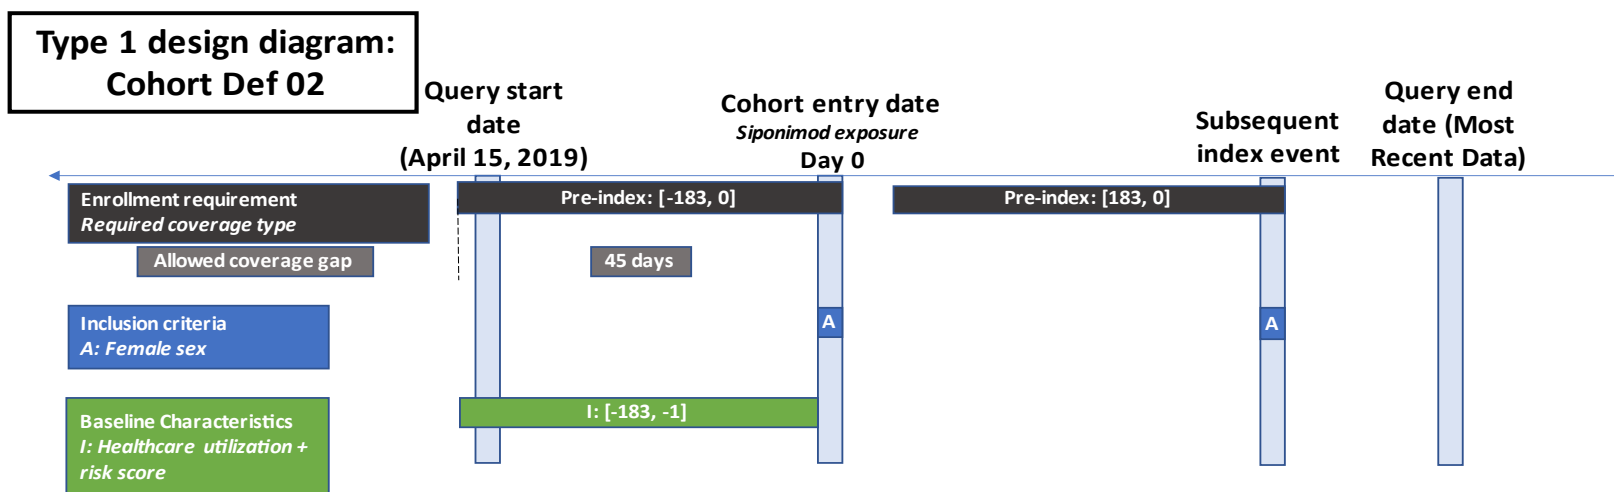 Type 1 design diagram:
Cohort Def 02
Query start
date
(April 15, 2019)
Cohort entry date
Siponimod exposure
Day 0
Subsequent
index event
Query end
date (Most
Recent Data)
Enrollment requirement
Required coverage type
Pre-index: [-183, 0]
Pre-index: [183, 0]
Allowed coverage gap
45 days
Inclusion criteria
A: Female sex
A
A
Baseline Characteristics
I: Healthcare utilization +
risk score
I: [-183, -1]